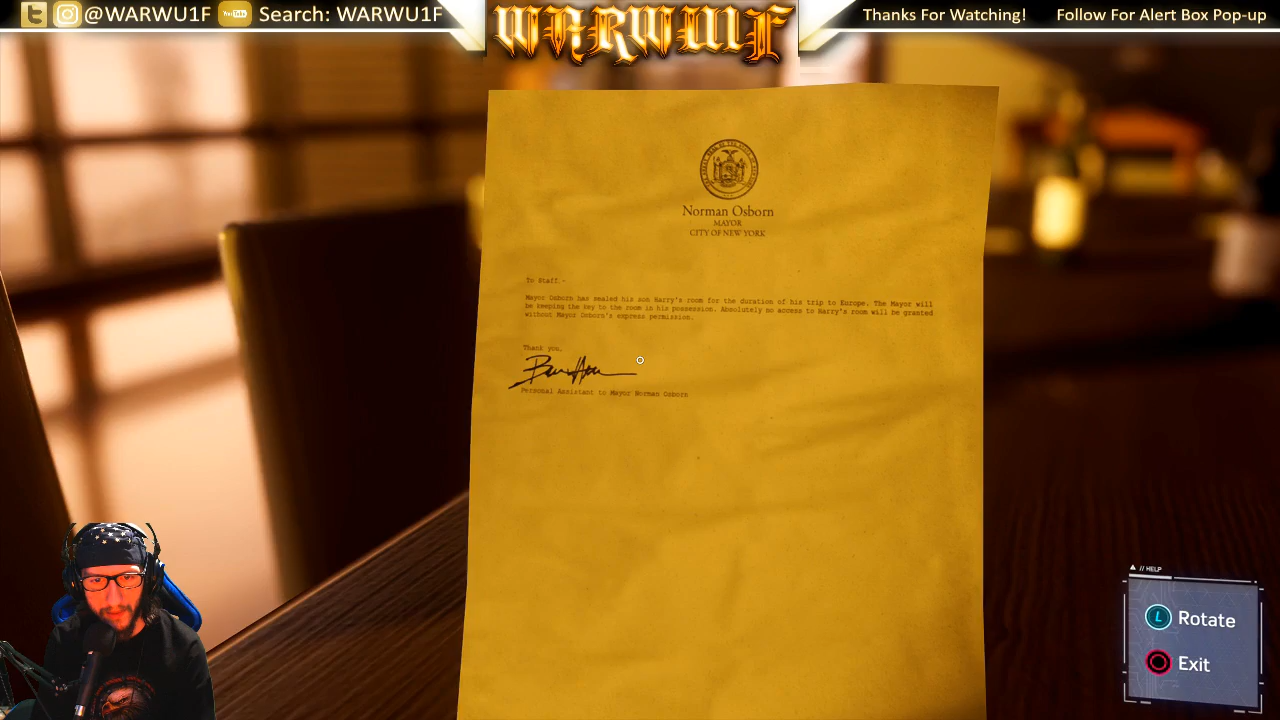 @WARWU1F YouTube Search: WARWU1F
WARWU1F
Thanks For Watching! Follow For Alert Box Pop-up
Norman Osborn
MAYOR
CITY OF NEW YORK
To Staff -
Mayor Osborn has sealed his son Harry's room for the duration of his trip to Europe. The Mayor will
be keeping the key to the room in his possession. Absolutely no access to Harry's room will be granted
without Mayor Osborn's express permission.
Thank you,
Personal Assistant to Mayor Norman Osborn
// HELP
L Rotate
Exit